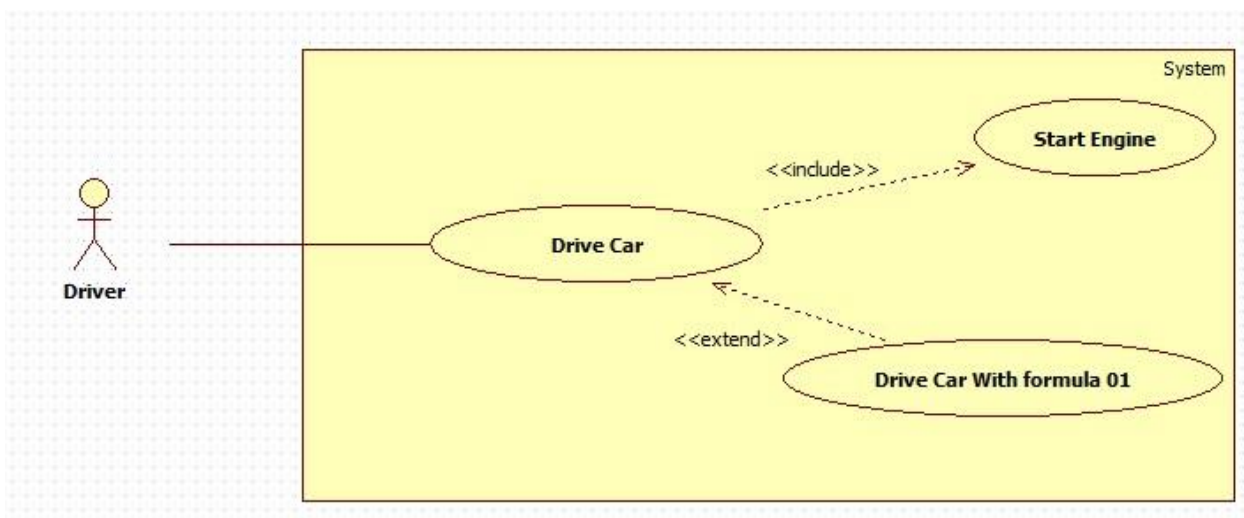 System
Start Engine
<<include>>
Drive Car
Driver
<<extend>>
Drive Car With formula 01